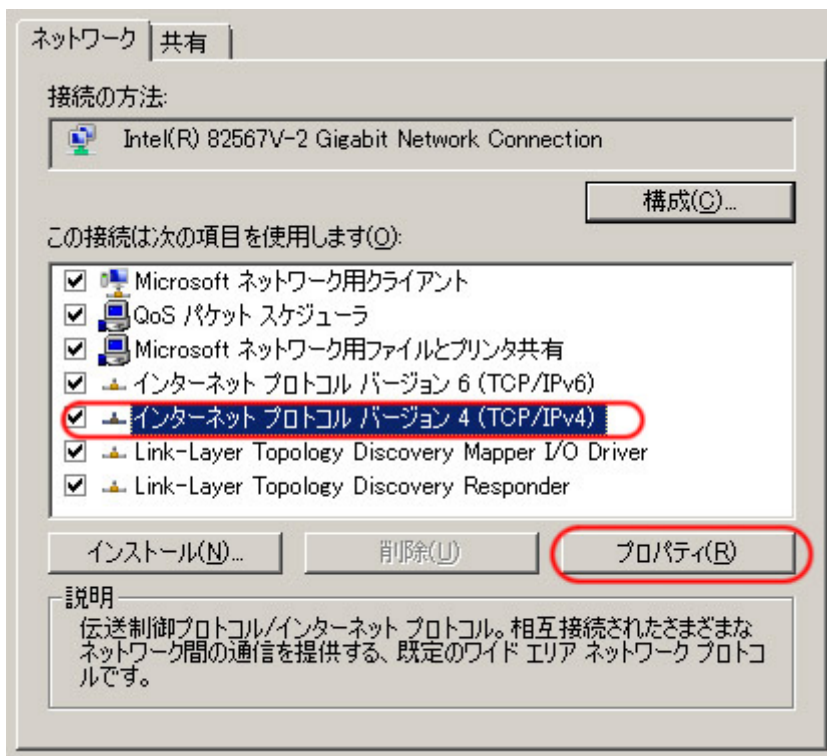 ネットワーク 共有
接続の方法:
Intel(R) 82567V-2 Gigabit Network Connection
構成(C)...
この接続は次の項目を使用します(O):
Microsoft ネットワーク用クライアント
QoS パケット スケジューラ
Microsoft ネットワーク用ファイルとプリンタ共有
インターネット プロトコル バージョン 6 (TCP/IPv6)
インターネット プロトコル バージョン 4 (TCP/IPv4)
Link-Layer Topology Discovery Mapper I/O Driver
Link-Layer Topology Discovery Responder
インストール(N)... 削除(U) プロパティ(R)
説明
伝送制御プロトコル/インターネット プロトコル。相互接続されたさまざまな
ネットワーク間の通信を提供する、既定のワイド エリア ネットワーク プロトコ
ルです。